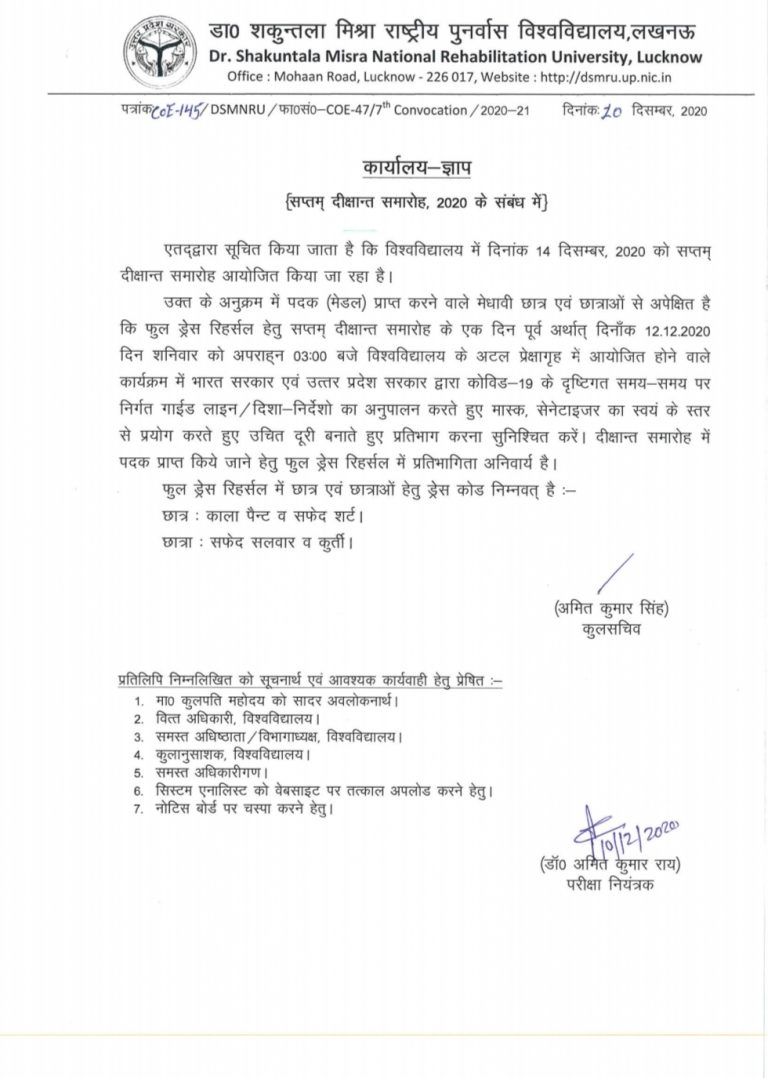 डा0 शकुन्तला मिश्रा राष्ट्रीय पुनर्वास विश्वविद्यालय,लखनऊ
Dr. Shakuntala Misra National Rehabilitation University, Lucknow
Office : Mohaan Road, Lucknow - 226 017, Website : http://dsmru.up.nic.in
पत्रांकCOE-145/ DSMNRU / फा0सं0–COE-47/7th Convocation / 2020–21 दिनांक: 10 दिसम्बर, 2020
कार्यालय–ज्ञाप
{सप्तम् दीक्षान्त समारोह, 2020 के संबंध में}
एतद्द्वारा सूचित किया जाता है कि विश्वविद्यालय में दिनांक 14 दिसम्बर, 2020 को सप्तम्
दीक्षान्त समारोह आयोजित किया जा रहा है।
उक्त के अनुक्रम में पदक (मेडल) प्राप्त करने वाले मेधावी छात्र एवं छात्राओं से अपेक्षित है
कि फुल ड्रेस रिहर्सल हेतु सप्तम् दीक्षान्त समारोह के एक दिन पूर्व अर्थात् दिनाँक 12.12.2020
दिन शनिवार को अपराह्न 03:00 बजे विश्वविद्यालय के अटल प्रेक्षागृह में आयोजित होने वाले
कार्यक्रम में भारत सरकार एवं उत्तर प्रदेश सरकार द्वारा कोविड–19 के दृष्टिगत समय–समय पर
निर्गत गाईड लाइन/दिशा–निर्देशो का अनुपालन करते हुए मास्क, सेनेटाइजर का स्वयं के स्तर
से प्रयोग करते हुए उचित दूरी बनाते हुए प्रतिभाग करना सुनिश्चित करें। दीक्षान्त समारोह में
पदक प्राप्त किये जाने हेतु फुल ड्रेस रिहर्सल में प्रतिभागिता अनिवार्य है।
फुल ड्रेस रिहर्सल में छात्र एवं छात्राओं हेतु ड्रेस कोड निम्नवत् है :–
छात्र : काला पैन्ट व सफेद शर्ट।
छात्रा : सफेद सलवार व कुर्ती।
(अमित कुमार सिंह)
कुलसचिव
प्रतिलिपि निम्नलिखित को सूचनार्थ एवं आवश्यक कार्यवाही हेतु प्रेषित :–
1. मा0 कुलपति महोदय को सादर अवलोकनार्थ।
2. वित्त अधिकारी, विश्वविद्यालय।
3. समस्त अधिष्ठाता/विभागाध्यक्ष, विश्वविद्यालय।
4. कुलानुसाशक, विश्वविद्यालय।
5. समस्त अधिकारीगण।
6. सिस्टम एनालिस्ट को वेबसाइट पर तत्काल अपलोड करने हेतु।
7. नोटिस बोर्ड पर चस्पा करने हेतु।
10/12/2020
(डॉ0 अमित कुमार राय)
परीक्षा नियंत्रक